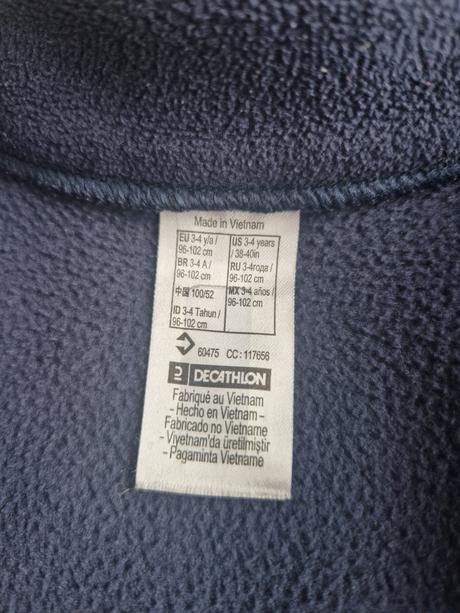 Made in Vietnam
EU 3-4 y/a /
96-102 cm
BR 3-4 A /
96-102 cm
中国 100/52
ID 3-4 Tahun /
96-102 cm
US 3-4 years
/ 38-40in
RU 3-4года /
96-102 cm
MX 3-4 años /
96-102 cm
60475 CC: 117656
DECATHLON
Fabriqué au Vietnam
- Hecho en Vietnam -
Fabricado no Vietname
- Viyetnam'da üretilmiştir
- Pagaminta Vietname